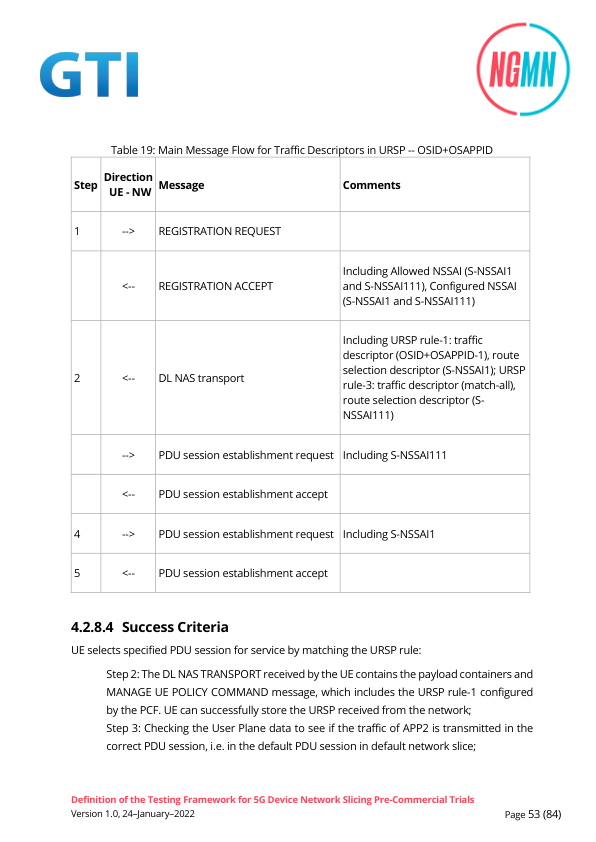 GTI
NGMN
Table 19: Main Message Flow for Traffic Descriptors in URSP -- OSID+OSAPPID
Step
Direction
UE - NW
Message
Comments
1
-->
REGISTRATION REQUEST
<--
REGISTRATION ACCEPT
Including Allowed NSSAI (S-NSSAI1
and S-NSSAI111), Configured NSSAI
(S-NSSAI1 and S-NSSAI111)
2
<--
DL NAS transport
Including URSP rule-1: traffic
descriptor (OSID+OSAPPID-1), route
selection descriptor (S-NSSAI1); URSP
rule-3: traffic descriptor (match-all),
route selection descriptor (S-
NSSAI111)
-->
PDU session establishment request
Including S-NSSAI111
<--
PDU session establishment accept
4
-->
PDU session establishment request
Including S-NSSAI1
5
<--
PDU session establishment accept
4.2.8.4 Success Criteria
UE selects specified PDU session for service by matching the URSP rule:
Step 2: The DL NAS TRANSPORT received by the UE contains the payload containers and
MANAGE UE POLICY COMMAND message, which includes the URSP rule-1 configured
by the PCF. UE can successfully store the URSP received from the network;
Step 3: Checking the User Plane data to see if the traffic of APP2 is transmitted in the
correct PDU session, i.e. in the default PDU session in default network slice;
Definition of the Testing Framework for 5G Device Network Slicing Pre-Commercial Trials
Version 1.0, 24–January–2022
Page 53 (84)